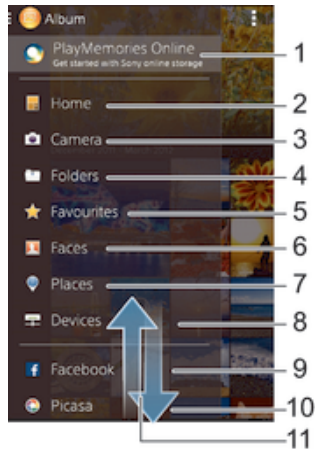 Album
PlayMemories Online
Get started with Sony online storage
1
Home
2
Camera
3
Folders
4
Favourites
5
Faces
6
Places
7
Devices
8
Facebook
9
Picasa
10
11